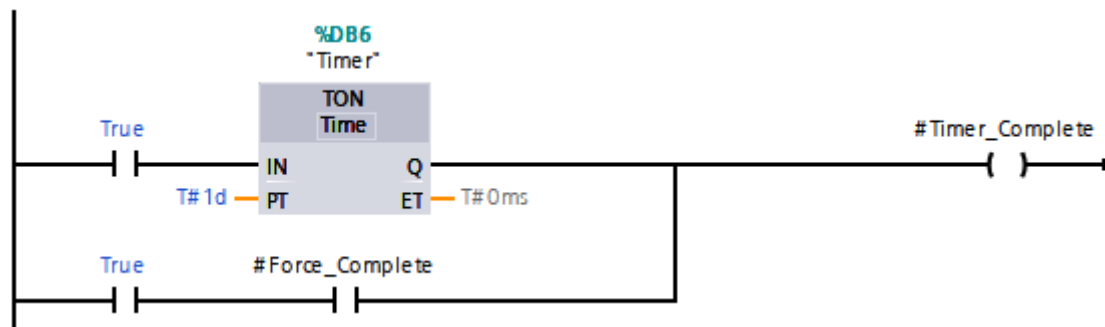 %DB6
"Timer"
TON
Time
True
#Timer_Complete
IN Q
T#1d PT ET T#0ms
True #Force_Complete